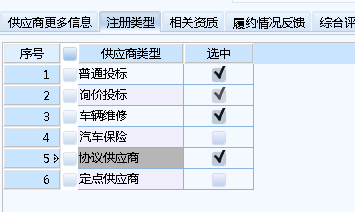 供应商更多信息 注册类型 相关资质 履约情况反馈 综合评
序号 供应商类型 选中
1 普通投标
2 询价投标
3 车辆维修
4 汽车保险
5 协议供应商
6 定点供应商